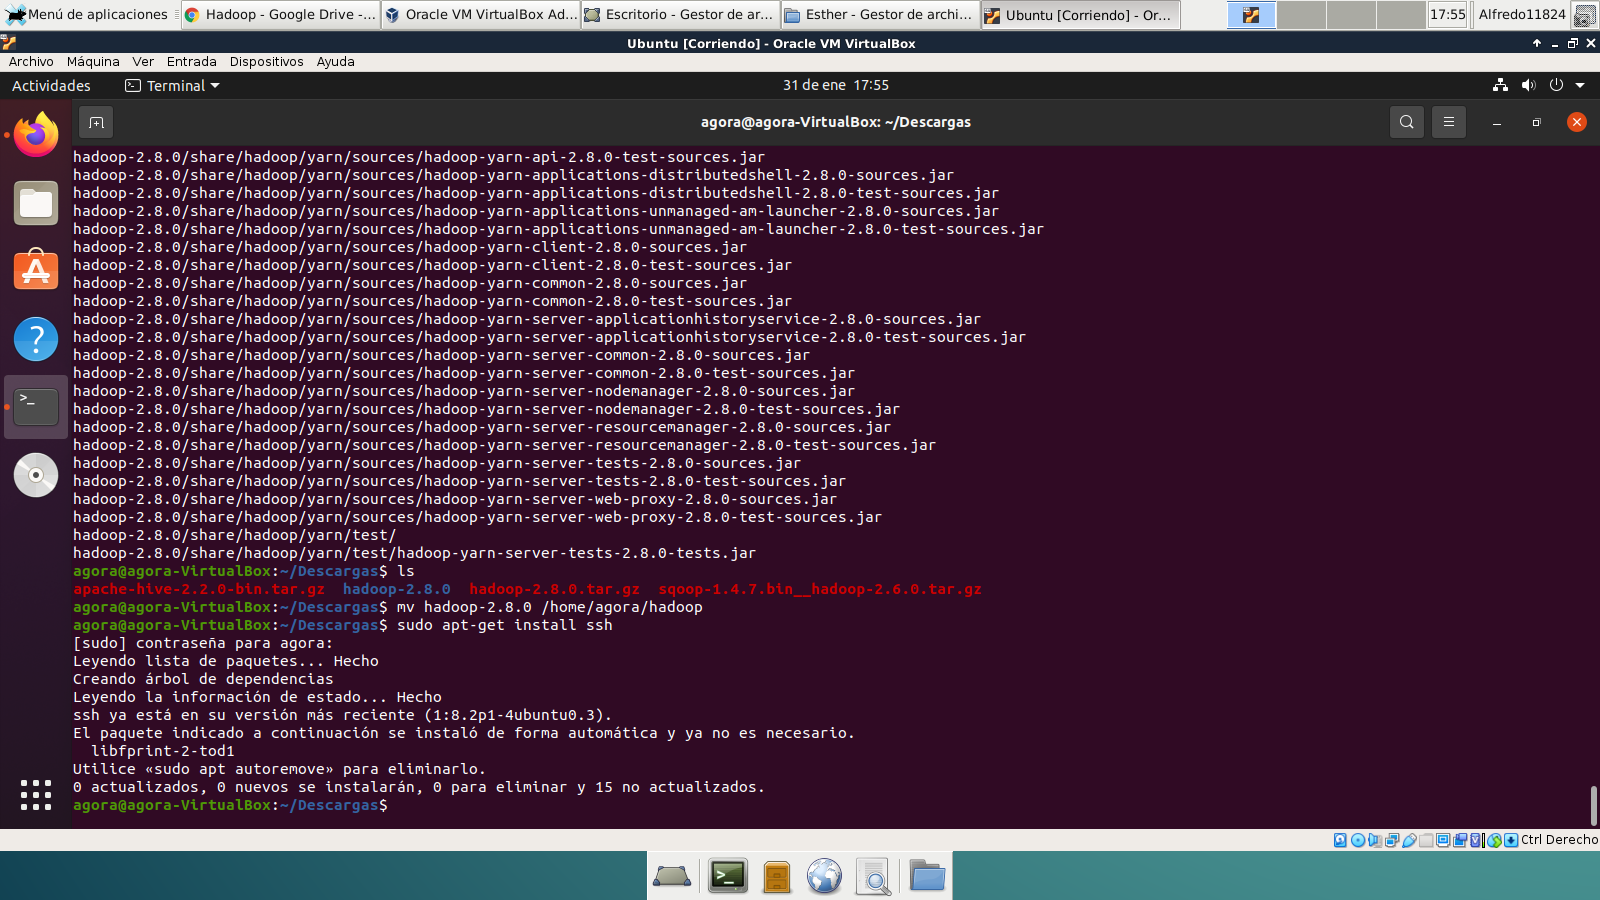 Menú de aplicaciones
Hadoop - Google Drive -...
Oracle VM VirtualBox Ad...
Escritorio - Gestor de ar...
Esther - Gestor de archi...
Ubuntu [Corriendo] - Or...
17:55
Alfredo11824
Ubuntu [Corriendo] - Oracle VM VirtualBox
Archivo Máquina Ver Entrada Dispositivos Ayuda
Actividades
Terminal
31 de ene 17:55
agora@agora-VirtualBox: ~/Descargas
hadoop-2.8.0/share/hadoop/yarn/sources/hadoop-yarn-api-2.8.0-test-sources.jar
hadoop-2.8.0/share/hadoop/yarn/sources/hadoop-yarn-applications-distributedshell-2.8.0-sources.jar
hadoop-2.8.0/share/hadoop/yarn/sources/hadoop-yarn-applications-distributedshell-2.8.0-test-sources.jar
hadoop-2.8.0/share/hadoop/yarn/sources/hadoop-yarn-applications-unmanaged-am-launcher-2.8.0-sources.jar
hadoop-2.8.0/share/hadoop/yarn/sources/hadoop-yarn-applications-unmanaged-am-launcher-2.8.0-test-sources.jar
hadoop-2.8.0/share/hadoop/yarn/sources/hadoop-yarn-client-2.8.0-sources.jar
hadoop-2.8.0/share/hadoop/yarn/sources/hadoop-yarn-client-2.8.0-test-sources.jar
hadoop-2.8.0/share/hadoop/yarn/sources/hadoop-yarn-common-2.8.0-sources.jar
hadoop-2.8.0/share/hadoop/yarn/sources/hadoop-yarn-common-2.8.0-test-sources.jar
hadoop-2.8.0/share/hadoop/yarn/sources/hadoop-yarn-server-applicationhistoryservice-2.8.0-sources.jar
hadoop-2.8.0/share/hadoop/yarn/sources/hadoop-yarn-server-applicationhistoryservice-2.8.0-test-sources.jar
hadoop-2.8.0/share/hadoop/yarn/sources/hadoop-yarn-server-common-2.8.0-sources.jar
hadoop-2.8.0/share/hadoop/yarn/sources/hadoop-yarn-server-common-2.8.0-test-sources.jar
hadoop-2.8.0/share/hadoop/yarn/sources/hadoop-yarn-server-nodemanager-2.8.0-sources.jar
hadoop-2.8.0/share/hadoop/yarn/sources/hadoop-yarn-server-nodemanager-2.8.0-test-sources.jar
hadoop-2.8.0/share/hadoop/yarn/sources/hadoop-yarn-server-resourcemanager-2.8.0-sources.jar
hadoop-2.8.0/share/hadoop/yarn/sources/hadoop-yarn-server-resourcemanager-2.8.0-test-sources.jar
hadoop-2.8.0/share/hadoop/yarn/sources/hadoop-yarn-server-tests-2.8.0-sources.jar
hadoop-2.8.0/share/hadoop/yarn/sources/hadoop-yarn-server-tests-2.8.0-test-sources.jar
hadoop-2.8.0/share/hadoop/yarn/sources/hadoop-yarn-server-web-proxy-2.8.0-sources.jar
hadoop-2.8.0/share/hadoop/yarn/sources/hadoop-yarn-server-web-proxy-2.8.0-test-sources.jar
hadoop-2.8.0/share/hadoop/yarn/test/
hadoop-2.8.0/share/hadoop/yarn/test/hadoop-yarn-server-tests-2.8.0-tests.jar
agora@agora-VirtualBox:~/Descargas$ ls
apache-hive-2.2.0-bin.tar.gz hadoop-2.8.0 hadoop-2.8.0.tar.gz sqoop-1.4.7.bin__hadoop-2.6.0.tar.gz
agora@agora-VirtualBox:~/Descargas$ mv hadoop-2.8.0 /home/agora/hadoop
agora@agora-VirtualBox:~/Descargas$ sudo apt-get install ssh
[sudo] contraseña para agora:
Leyendo lista de paquetes... Hecho
Creando árbol de dependencias
Leyendo la información de estado... Hecho
ssh ya está en su versión más reciente (1:8.2p1-4ubuntu0.3).
El paquete indicado a continuación se instaló de forma automática y ya no es necesario.
libfprint-2-tod1
Utilice «sudo apt autoremove» para eliminarlo.
0 actualizados, 0 nuevos se instalarán, 0 para eliminar y 15 no actualizados.
agora@agora-VirtualBox:~/Descargas$
Ctrl Derecho